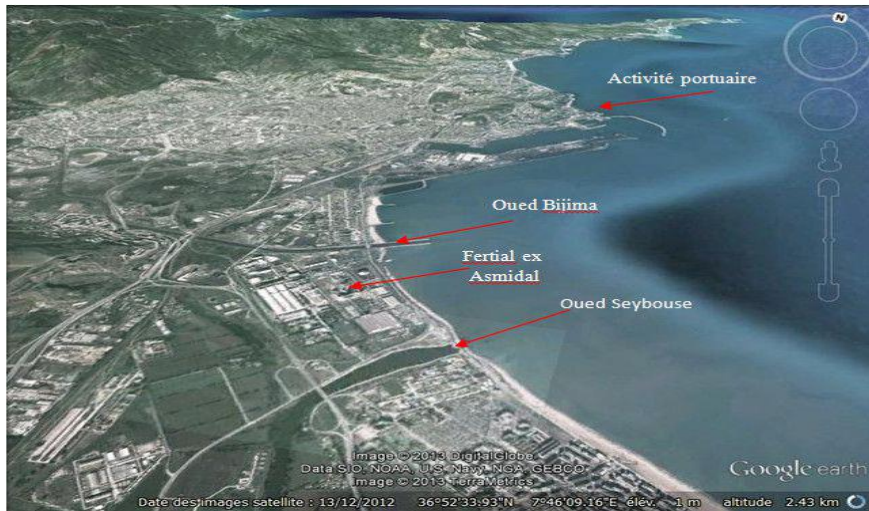 N
Activité portuaire
Oued Bijima
Fertial ex
Asmidal
Oued Seybouse
Image © 2013 DigitalGlobe
Data SIO, NOAA, U.S. Navy, NGA, GEBCO
Image © 2013 TerraMetrics
Google earth
Date des images satellite : 13/12/2012 36°52'33.93"N 7°46'09.16"E élév. 1 m altitude 2.43 km